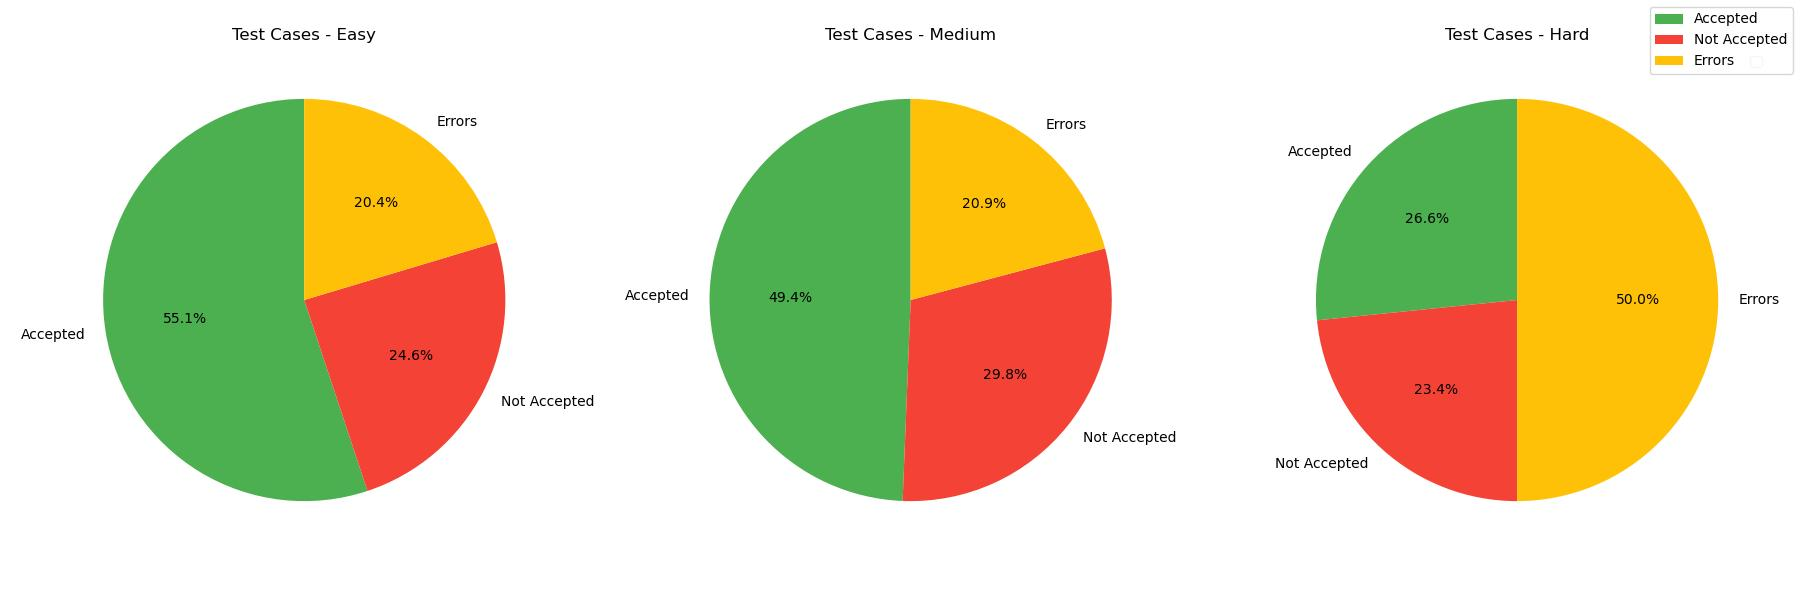 Test Cases - Easy
Errors
20.4%
55.1%
Accepted
24.6%
Not Accepted
Test Cases - Medium
Errors
20.9%
Accepted
49.4%
29.8%
Not Accepted
Test Cases - Hard
Accepted
26.6%
50.0%
Errors
23.4%
Not Accepted
Accepted
Not Accepted
Errors